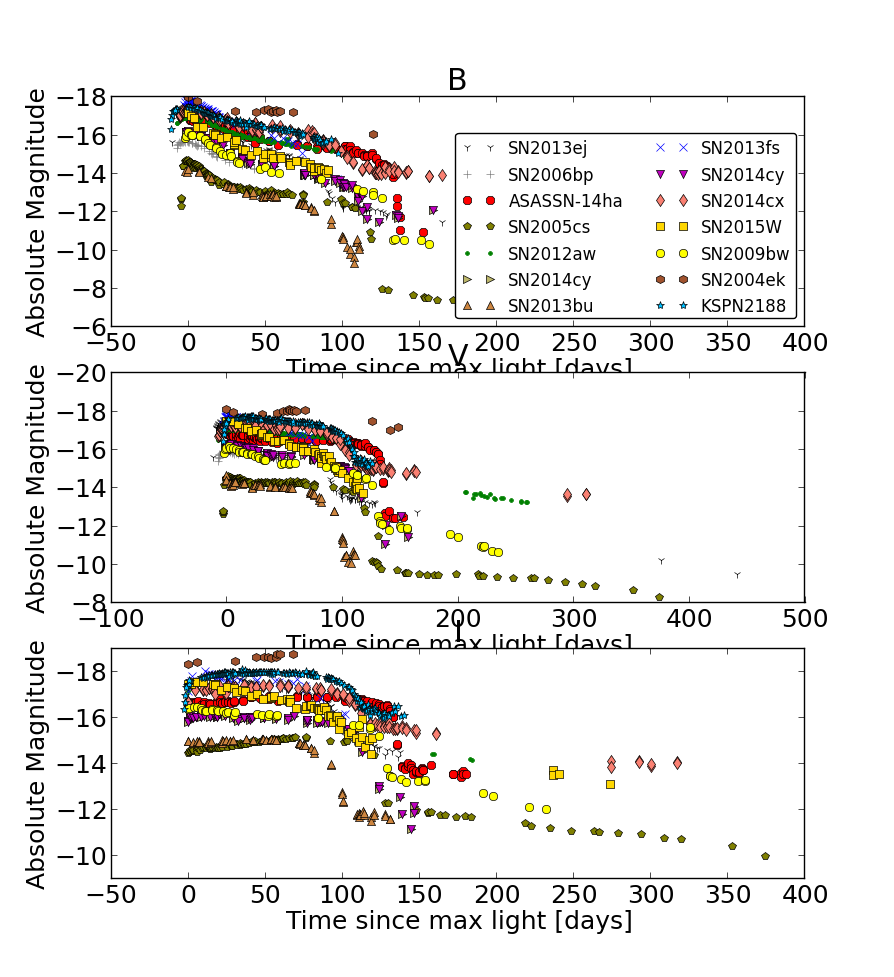 B
−18
−16
−14
−12
−10
−8
−6
Absolute Magnitude
SN2013ej
SN2006bp
ASASSN-14ha
SN2005cs
SN2012aw
SN2014cy
SN2013bu
SN2013fs
SN2014cy
SN2014cx
SN2015W
SN2009bw
SN2004ek
KSPN2188
−50 0 50 100 150 200 250 300 350 400
Time since max light [days]
V
−20
−18
−16
−14
−12
−10
−8
Absolute Magnitude
−100 0 100 200 300 400 500
Time since max light [days]
I
−18
−16
−14
−12
−10
Absolute Magnitude
−50 0 50 100 150 200 250 300 350 400
Time since max light [days]